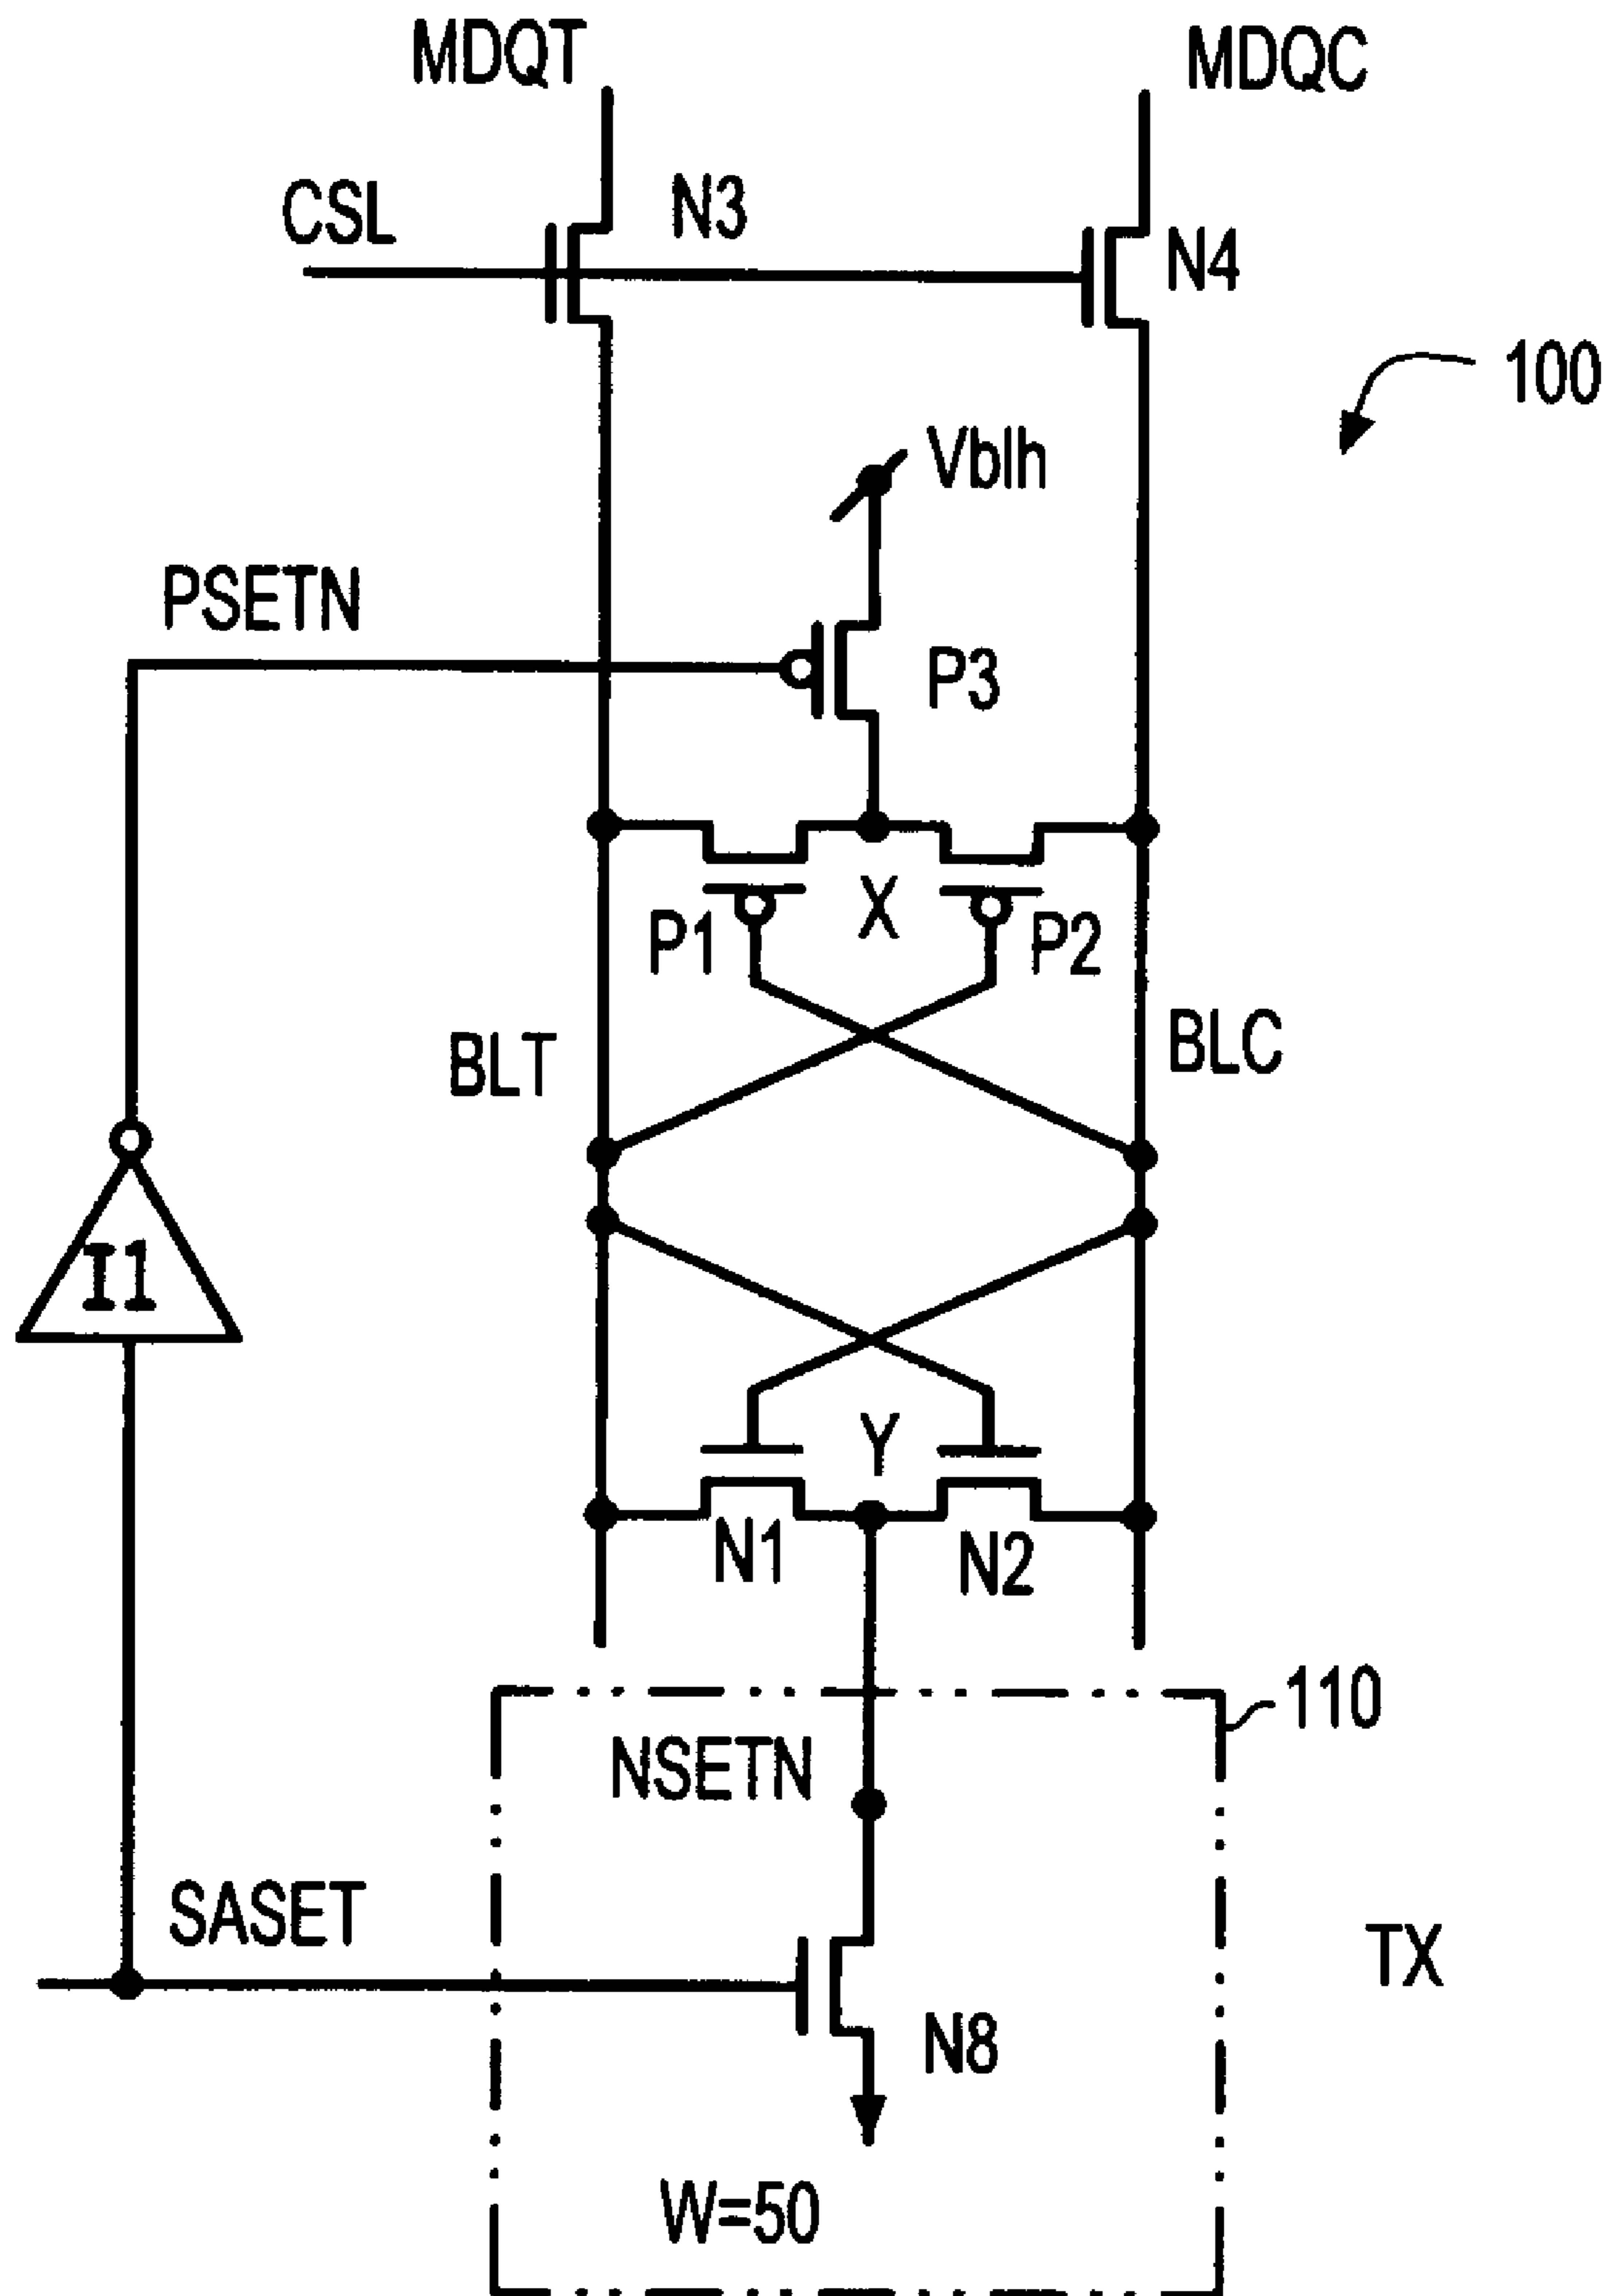 MDQT
MDQC
CSL
N3
N4
100
Vblh
PSETN
P3
P1
X
P2
BLT
BLC
I1
Y
N1
N2
110
NSETN
SASET
TX
N8
W=50